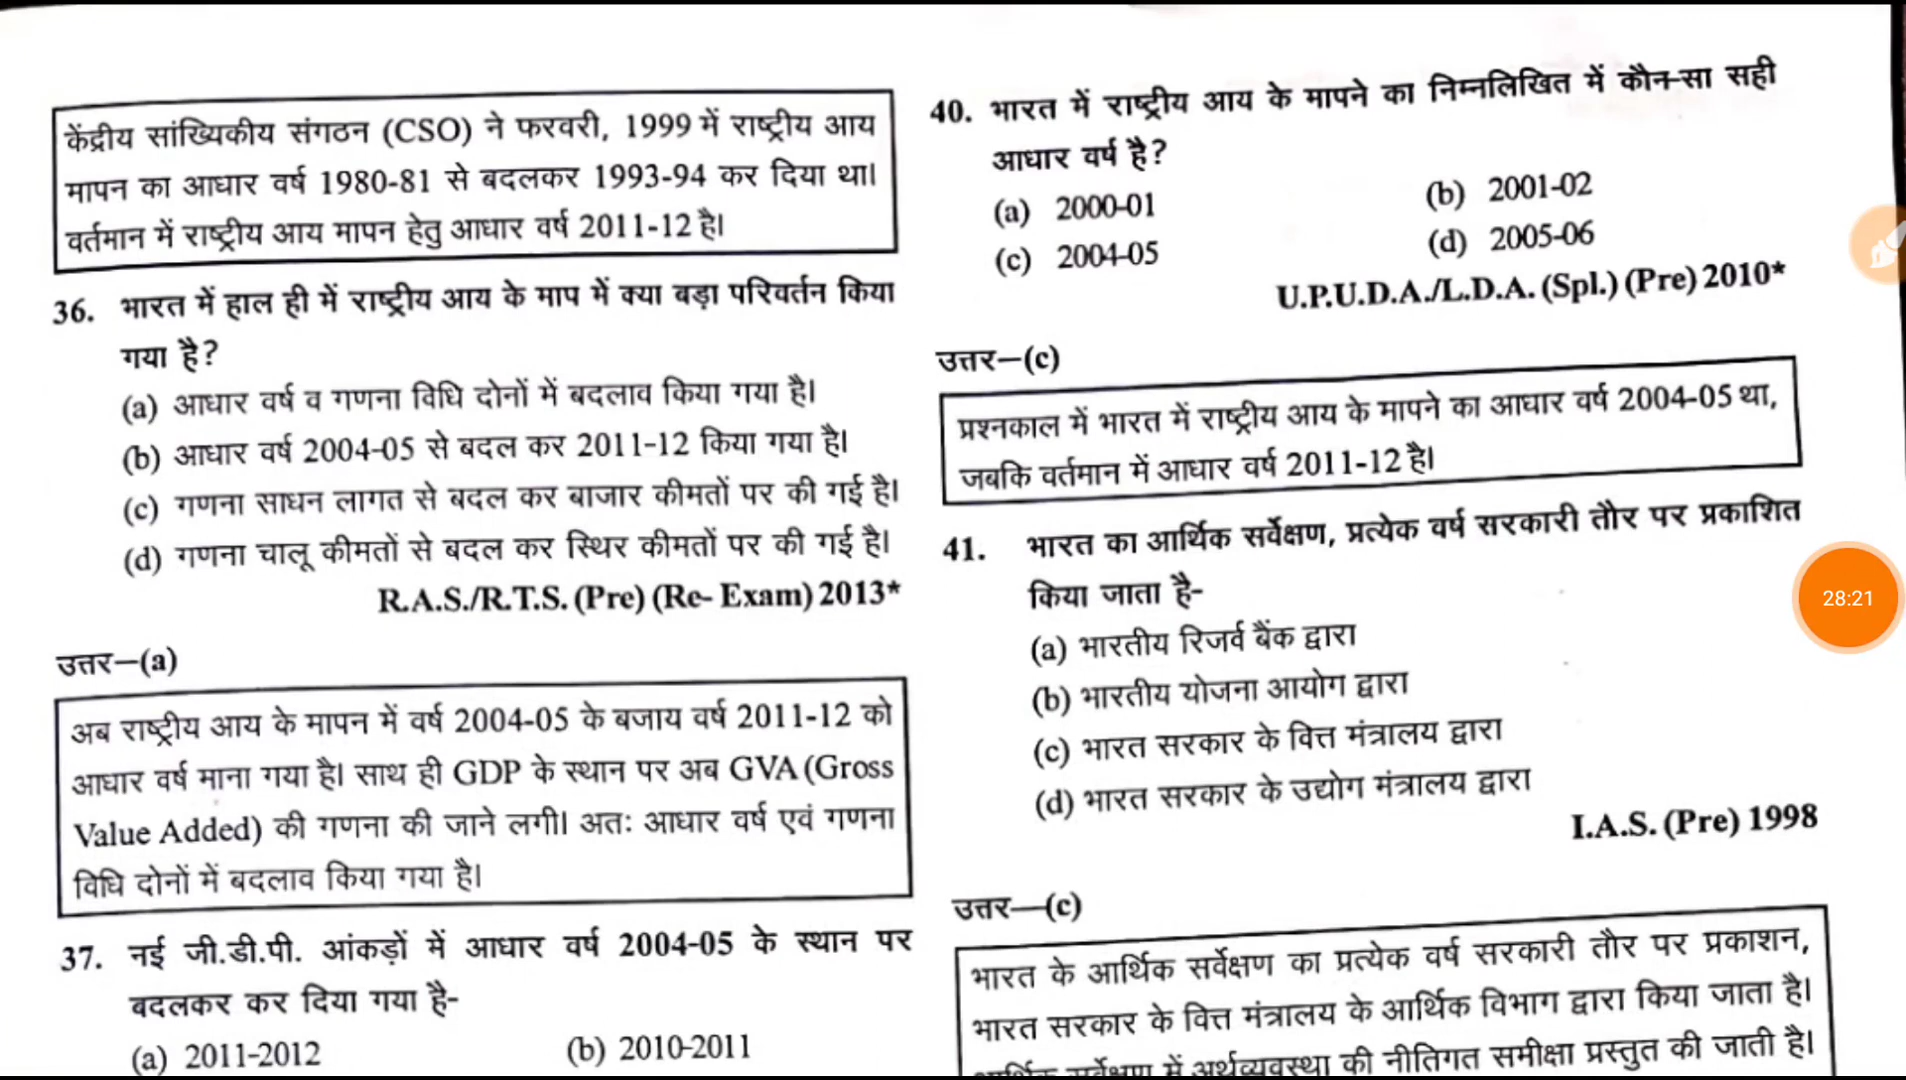 केंद्रीय सांख्यिकीय संगठन (CSO) ने फरवरी, 1999 में राष्ट्रीय आय
मापन का आधार वर्ष 1980-81 से बदलकर 1993-94 कर दिया था।
वर्तमान में राष्ट्रीय आय मापन हेतु आधार वर्ष 2011-12 है।
36. भारत में हाल ही में राष्ट्रीय आय के माप में क्या बड़ा परिवर्तन किया
गया है?
(a) आधार वर्ष व गणना विधि दोनों में बदलाव किया गया है।
(b) आधार वर्ष 2004-05 से बदल कर 2011-12 किया गया है।
(c) गणना साधन लागत से बदल कर बाजार कीमतों पर की गई है।
(d) गणना चालू कीमतों से बदल कर स्थिर कीमतों पर की गई है।
R.A.S./R.T.S. (Pre) (Re- Exam) 2013*
उत्तर—(a)
अब राष्ट्रीय आय के मापन में वर्ष 2004-05 के बजाय वर्ष 2011-12 को
आधार वर्ष माना गया है। साथ ही GDP के स्थान पर अब GVA (Gross
Value Added) की गणना की जाने लगी। अतः आधार वर्ष एवं गणना
विधि दोनों में बदलाव किया गया है।
37. नई जी.डी.पी. आंकड़ों में आधार वर्ष 2004-05 के स्थान पर
बदलकर कर दिया गया है-
(a) 2011-2012 (b) 2010-2011
40. भारत में राष्ट्रीय आय के मापने का निम्नलिखित में कौन-सा सही
आधार वर्ष है?
(a) 2000-01 (b) 2001-02
(c) 2004-05 (d) 2005-06
U.P.U.D.A./L.D.A. (Spl.) (Pre) 2010*
उत्तर—(c)
प्रश्नकाल में भारत में राष्ट्रीय आय के मापने का आधार वर्ष 2004-05 था,
जबकि वर्तमान में आधार वर्ष 2011-12 है।
41. भारत का आर्थिक सर्वेक्षण, प्रत्येक वर्ष सरकारी तौर पर प्रकाशित
किया जाता है-
(a) भारतीय रिजर्व बैंक द्वारा
(b) भारतीय योजना आयोग द्वारा
(c) भारत सरकार के वित्त मंत्रालय द्वारा
(d) भारत सरकार के उद्योग मंत्रालय द्वारा
I.A.S. (Pre) 1998
उत्तर—(c)
भारत के आर्थिक सर्वेक्षण का प्रत्येक वर्ष सरकारी तौर पर प्रकाशन,
भारत सरकार के वित्त मंत्रालय के आर्थिक विभाग द्वारा किया जाता है।
आर्थिक सर्वेक्षण में अर्थव्यवस्था की नीतिगत समीक्षा प्रस्तुत की जाती है।
28:21